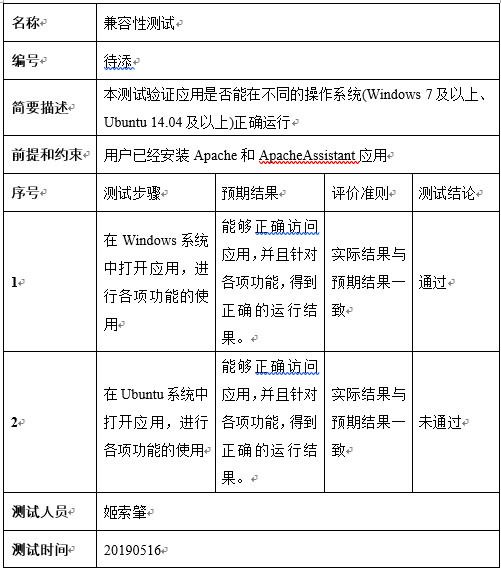 名称 兼容性测试
编号 待添
简要描述 本测试验证应用是否能在不同的操作系统(Windows 7 及以上、
Ubuntu 14.04 及以上)正确运行
前提和约束 用户已经安装 Apache 和 ApacheAssistant 应用
序号 测试步骤 预期结果 评价准则 测试结论
1
在 Windows 系统
中打开应用，进
行各项功能的使
用
能够正确访问
应用，并且针对
各项功能，得到
正确的运行结
果。
实际结果与
预期结果一
致
通过
2
在 Ubuntu 系统中
打开应用，进行
各项功能的使用
能够正确访问
应用，并且针对
各项功能，得到
正确的运行结
果。
实际结果与
预期结果一
致
未通过
测试人员 姬索肇
测试时间 20190516